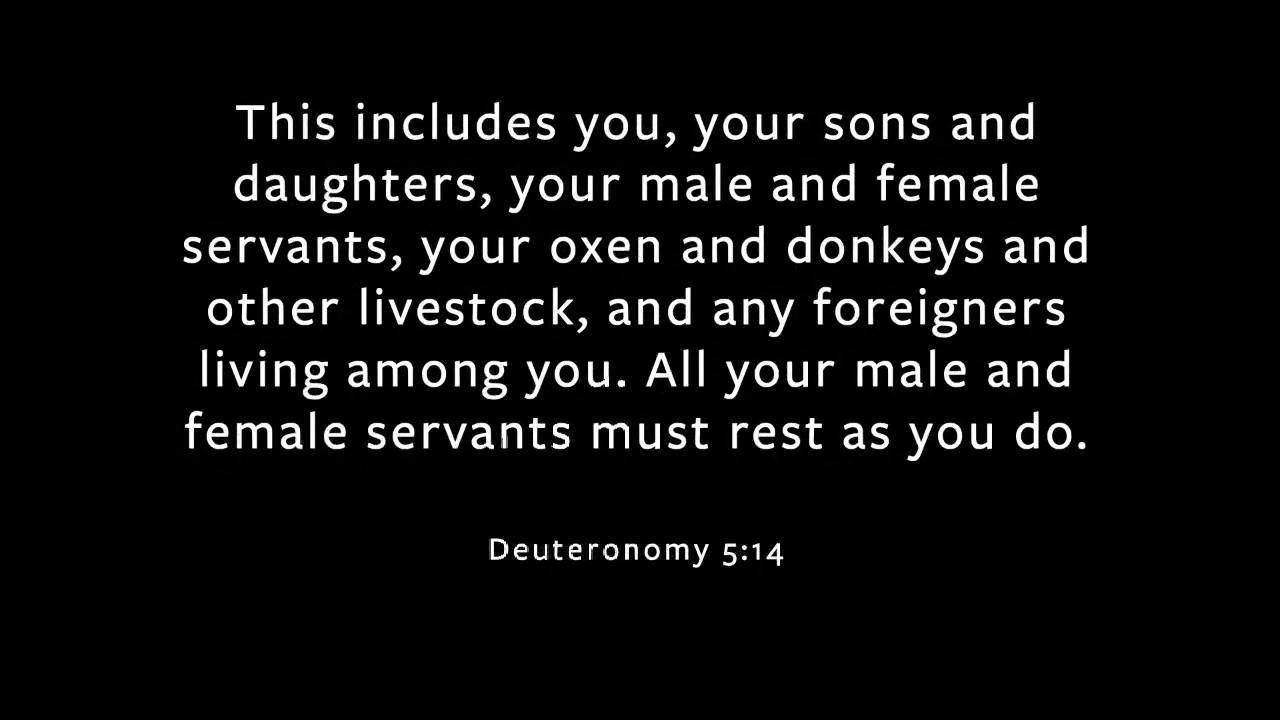 This includes you, your sons and
daughters, your male and female
servants, your oxen and donkeys and
other livestock, and any foreigners
living among you. All your male and
female servants must rest as you do.
Deuteronomy 5:14